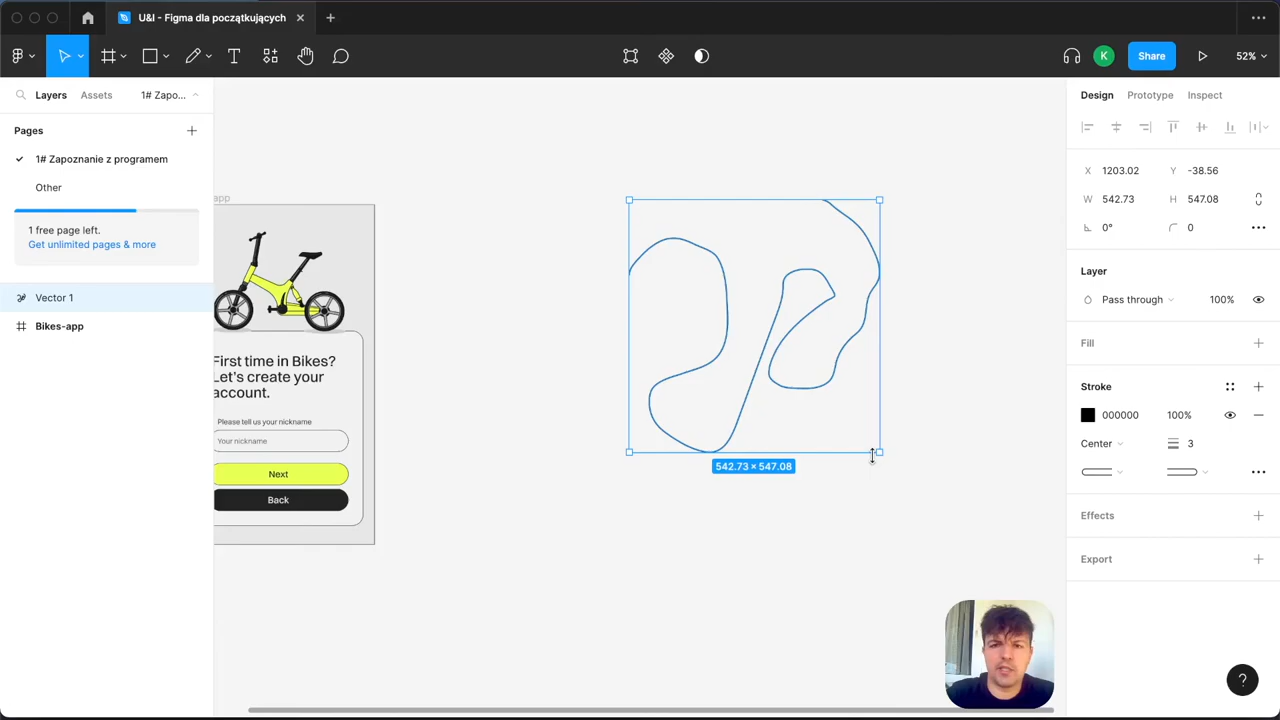 U&I - Figma dla początkujących
K
Share
52%
Layers
Assets
1# Zapo...
Pages
1# Zapoznanie z programem
Other
1 free page left.
Get unlimited pages & more
Vector 1
Bikes-app
app
First time in Bikes?
Let's create your
account.
Please tell us your nickname
Your nickname
Next
Back
542.73 × 547.08
Design
Prototype
Inspect
X 1203.02 Y -38.56
W 542.73 H 547.08
0° 0
Layer
Pass through 100%
Fill
Stroke
000000 100%
Center 3
Effects
Export
?